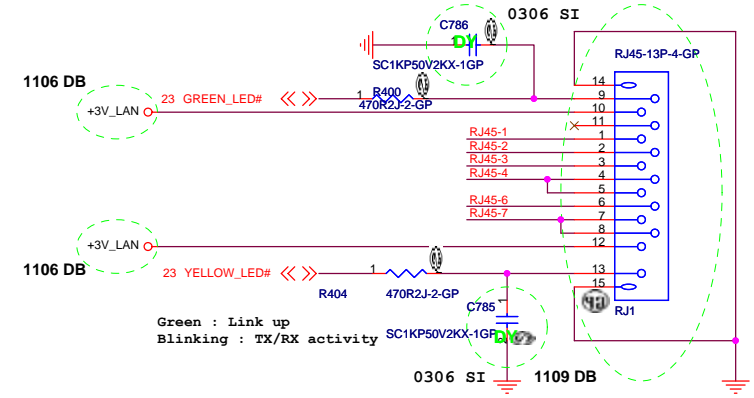 0306 SI
C786
DY
1
SC1KP50V2KX-1GP
RJ45-13P-4-GP
1106 DB
+3V_LAN
23 GREEN_LED#
1
R400
470R2J-2-GP
14
9
10
11
RJ45-1
1
RJ45-2
2
RJ45-3
3
RJ45-4
4
5
RJ45-6
6
RJ45-7
7
8
+3V_LAN
12
1106 DB
23 YELLOW_LED#
1
R404
470R2J-2-GP
13
15
RJ1
C785
1
SC1KP50V2KX-1GP
DY
Green : Link up
Blinking : TX/RX activity
0306 SI
1109 DB